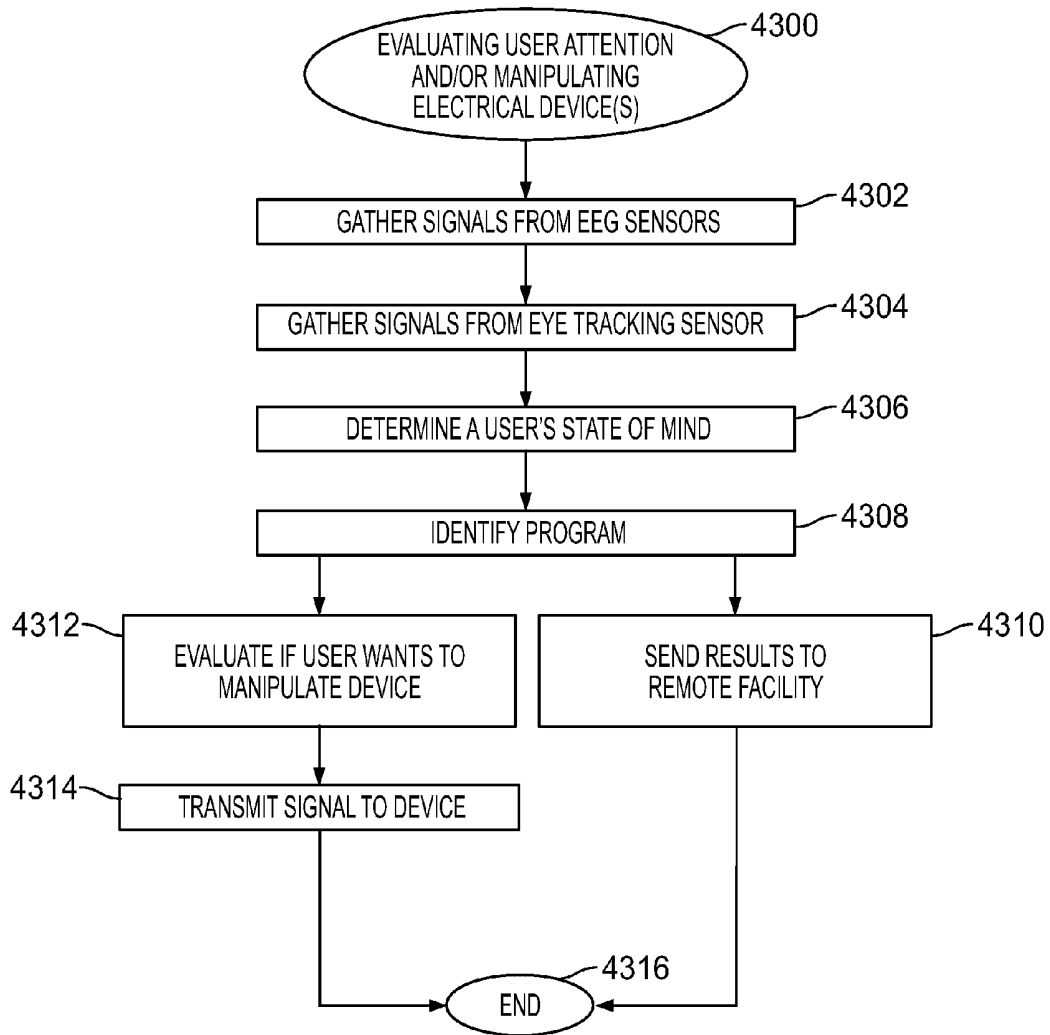 4300
EVALUATING USER ATTENTION
AND/OR MANIPULATING
ELECTRICAL DEVICE(S)
4302
GATHER SIGNALS FROM EEG SENSORS
4304
GATHER SIGNALS FROM EYE TRACKING SENSOR
4306
DETERMINE A USER'S STATE OF MIND
4308
IDENTIFY PROGRAM
4312
EVALUATE IF USER WANTS TO
MANIPULATE DEVICE
4310
SEND RESULTS TO
REMOTE FACILITY
4314
TRANSMIT SIGNAL TO DEVICE
4316
END